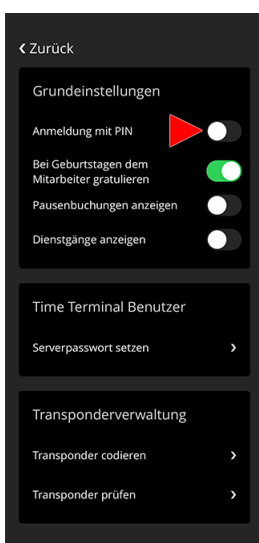 Zurück
Grundeinstellungen
Anmeldung mit PIN
Bei Geburtstagen dem
Mitarbeiter gratulieren
Pausenbuchungen anzeigen
Dienstgänge anzeigen
Time Terminal Benutzer
Serverpasswort setzen
Transponderverwaltung
Transponder codieren
Transponder prüfen